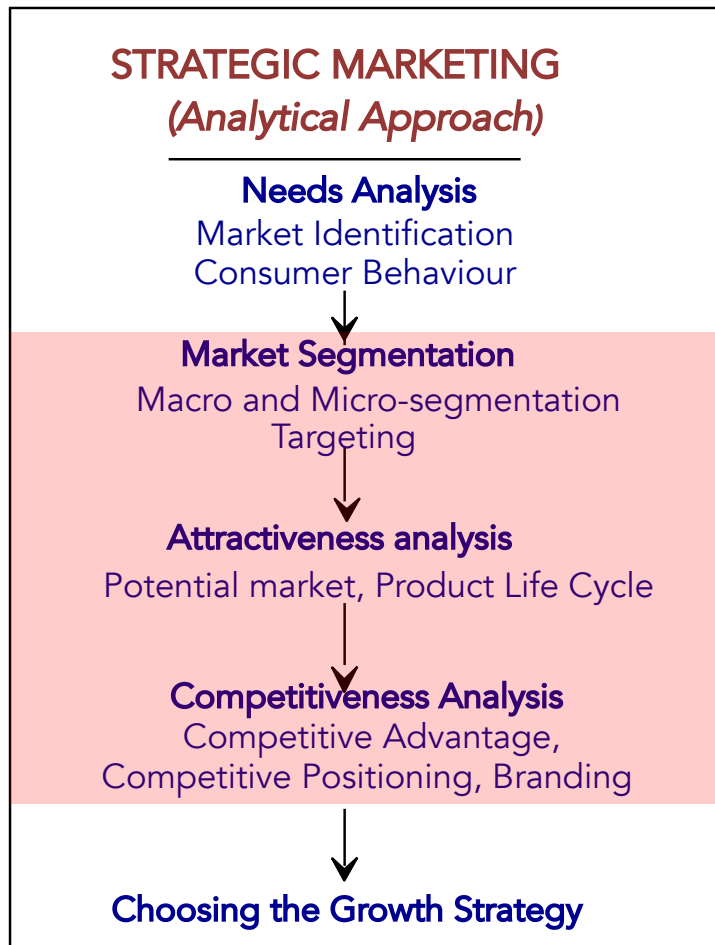 STRATEGIC MARKETING
(Analytical Approach)
Needs Analysis
Market Identification
Consumer Behaviour
Market Segmentation
Macro and Micro-segmentation
Targeting
Attractiveness analysis
Potential market, Product Life Cycle
Competitiveness Analysis
Competitive Advantage,
Competitive Positioning, Branding
Choosing the Growth Strategy